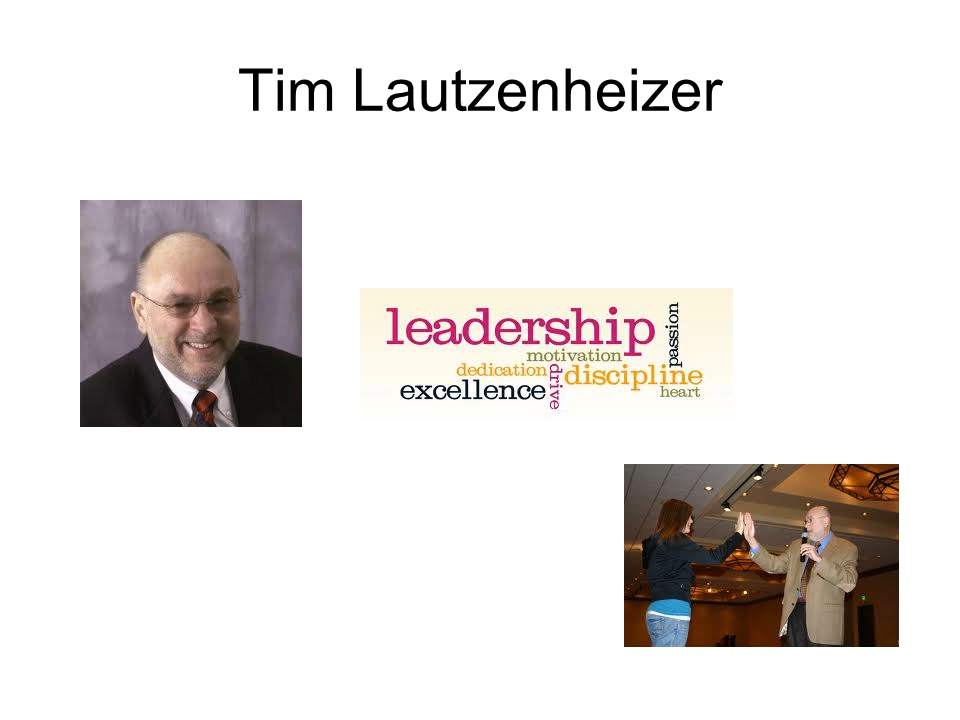 Tim Lautzenheizer
leadership
passion
motivation
dedication
drive
discipline
excellence
heart